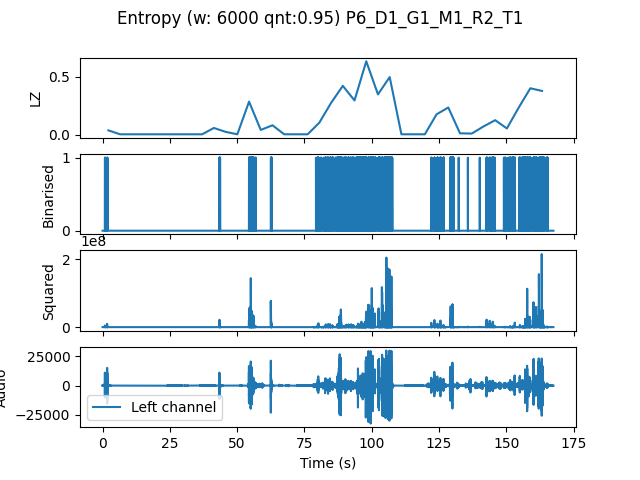 Entropy (w: 6000 qnt:0.95) P6_D1_G1_M1_R2_T1
LZ
0.5
0.0
Binarised
1
0
1e8
Squared
2
0
Audio
25000
0
−25000
Left channel
0 25 50 75 100 125 150 175
Time (s)